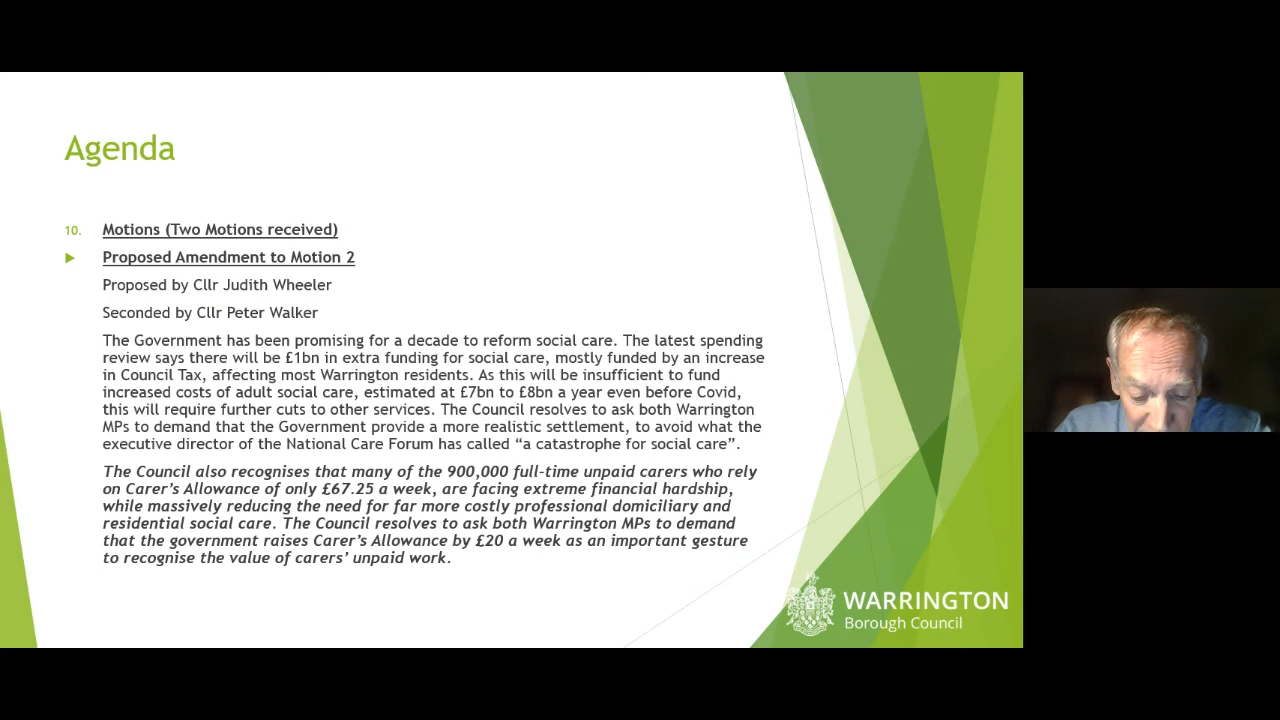 Agenda
10. Motions (Two Motions received)
Proposed Amendment to Motion 2
Proposed by Cllr Judith Wheeler
Seconded by Cllr Peter Walker
The Government has been promising for a decade to reform social care. The latest spending
review says there will be £1bn in extra funding for social care, mostly funded by an increase
in Council Tax, affecting most Warrington residents. As this will be insufficient to fund
increased costs of adult social care, estimated at £7bn to £8bn a year even before Covid,
this will require further cuts to other services. The Council resolves to ask both Warrington
MPs to demand that the Government provide a more realistic settlement, to avoid what the
executive director of the National Care Forum has called “a catastrophe for social care”.
The Council also recognises that many of the 900,000 full-time unpaid carers who rely
on Carer’s Allowance of only £67.25 a week, are facing extreme financial hardship,
while massively reducing the need for far more costly professional domiciliary and
residential social care. The Council resolves to ask both Warrington MPs to demand
that the government raises Carer’s Allowance by £20 a week as an important gesture
to recognise the value of carers’ unpaid work.
WARRINGTON
Borough Council